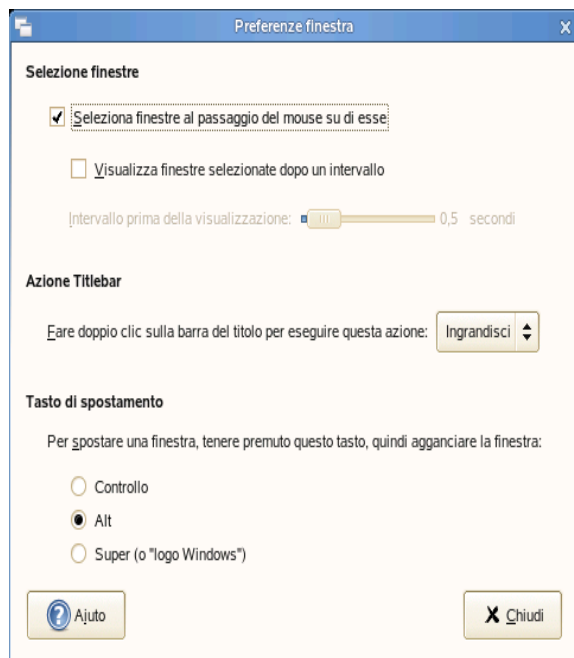 Preferenze finestra
Selezione finestre
Seleziona finestre al passaggio del mouse su di esse
Visualizza finestre selezionate dopo un intervallo
Intervallo prima della visualizzazione: 0,5 secondi
Azione Titlebar
Fare doppio clic sulla barra del titolo per eseguire questa azione: Ingrandisci
Tasto di spostamento
Per spostare una finestra, tenere premuto questo tasto, quindi agganciare la finestra:
Controllo
Alt
Super (o "logo Windows")
Aiuto Chiudi